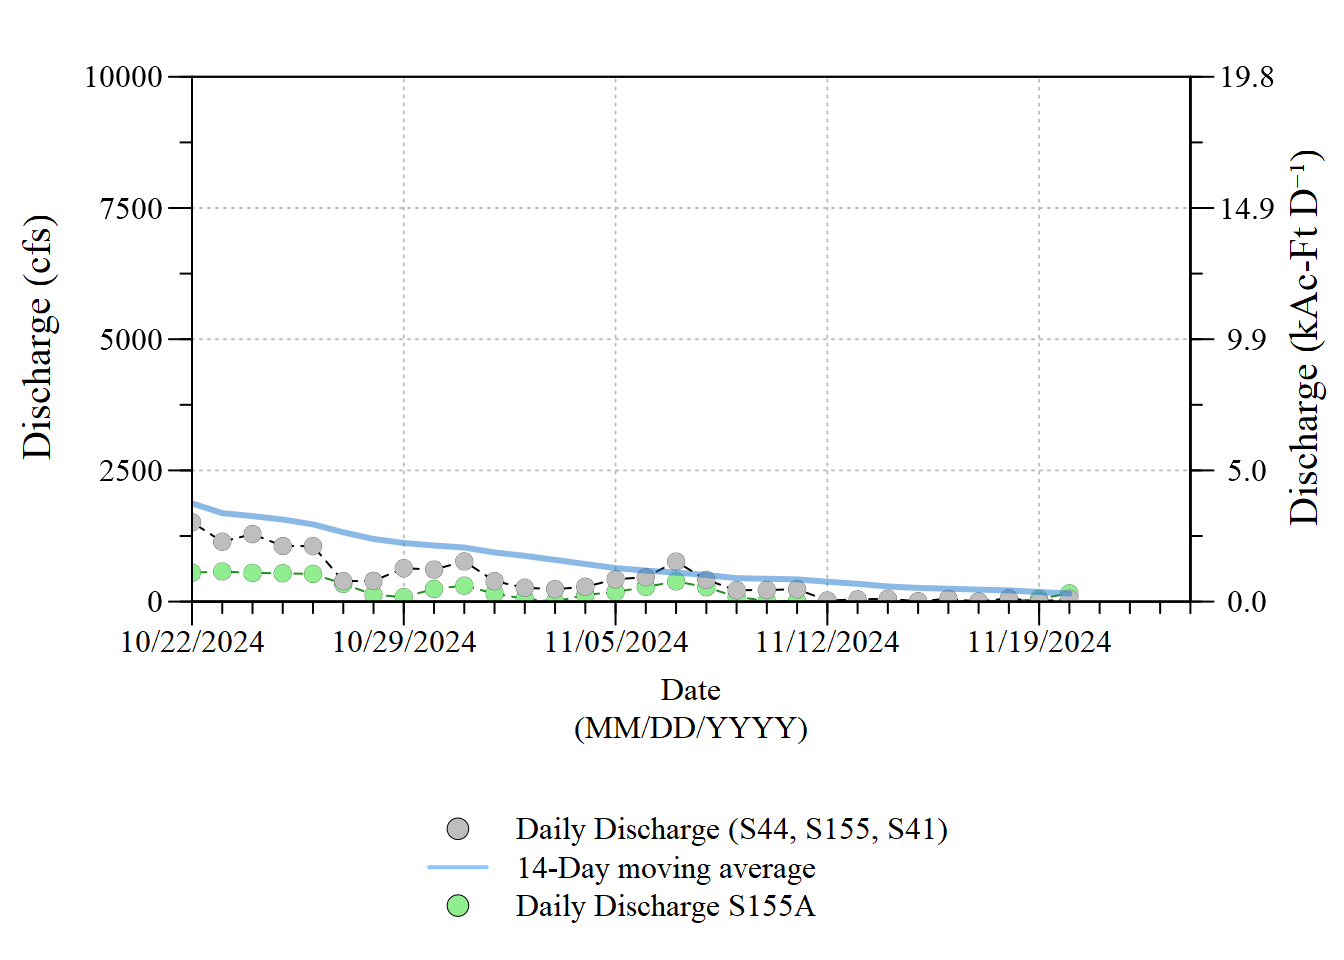 10000
7500
5000
2500
0
Discharge (cfs)
19.8
14.9
9.9
5.0
0.0
Discharge (kAc-Ft D⁻¹)
10/22/2024
10/29/2024
11/05/2024
11/12/2024
11/19/2024
Date
(MM/DD/YYYY)
Daily Discharge (S44, S155, S41)
14-Day moving average
Daily Discharge S155A